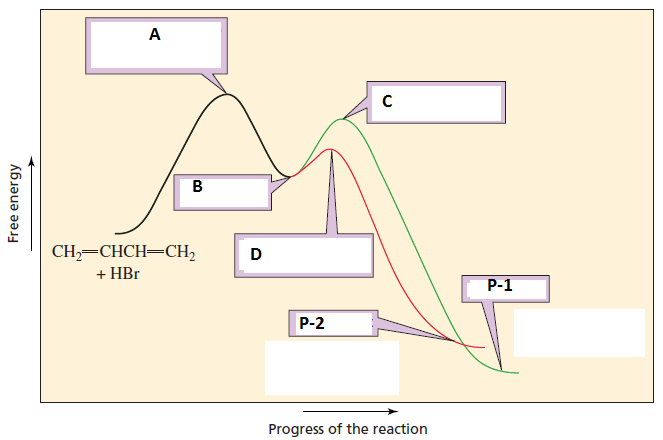 A
C
B
Free energy
CH₂=CHCH=CH₂
+ HBr
D
P-1
P-2
Progress of the reaction